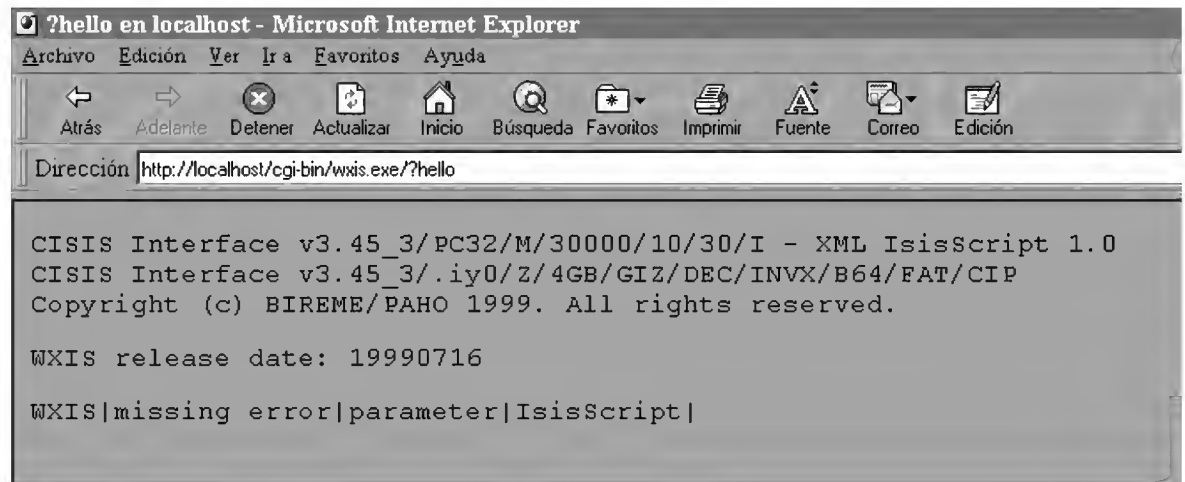 ?hello en localhost - Microsoft Internet Explorer
Archivo Edición Ver Ir a Favoritos Ayuda
Atrás Adelante Detener Actualizar Inicio Búsqueda Favoritos Imprimir Fuente Correo Edición
Dirección http://localhost/cgi-bin/wxis.exe/?hello
CISIS Interface v3.45_3/PC32/M/30000/10/30/I - XML IsisScript 1.0
CISIS Interface v3.45_3/.iy0/Z/4GB/GIZ/DEC/INVX/B64/FAT/CIP
Copyright (c) BIREME/PAHO 1999. All rights reserved.
WXIS release date: 19990716
WXIS|missing error|parameter|IsisScript|